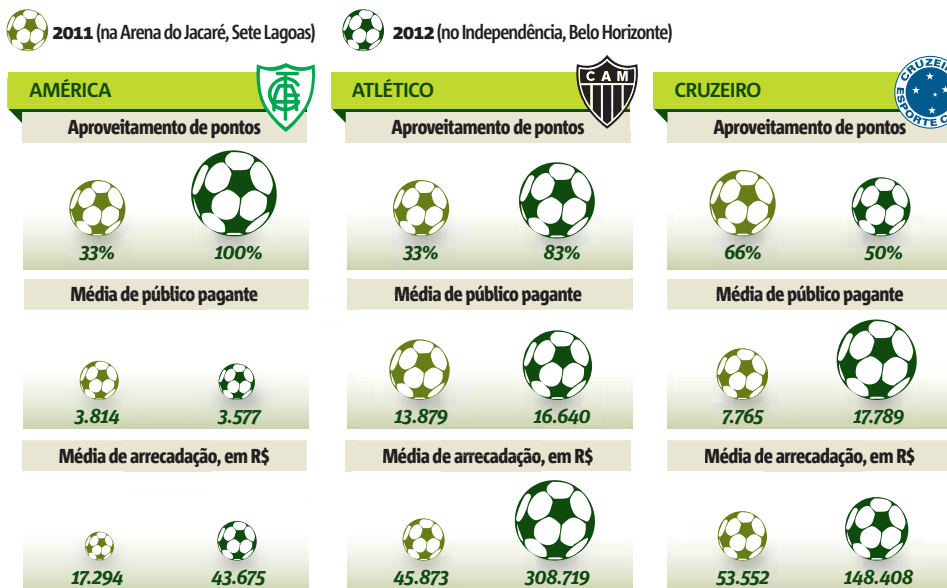 2011 (na Arena do Jacaré, Sete Lagoas)
2012 (no Independência, Belo Horizonte)
AMÉRICA
Aproveitamento de pontos
33% 100%
Média de público pagante
3.814 3.577
Média de arrecadação, em R$
17.294 43.675
ATLÉTICO
CAM
Aproveitamento de pontos
33% 83%
Média de público pagante
13.879 16.640
Média de arrecadação, em R$
45.873 308.719
CRUZEIRO
CRUZEIR
ESPORTE C
Aproveitamento de pontos
66% 50%
Média de público pagante
7.765 17.789
Média de arrecadação, em R$
53.552 148.408